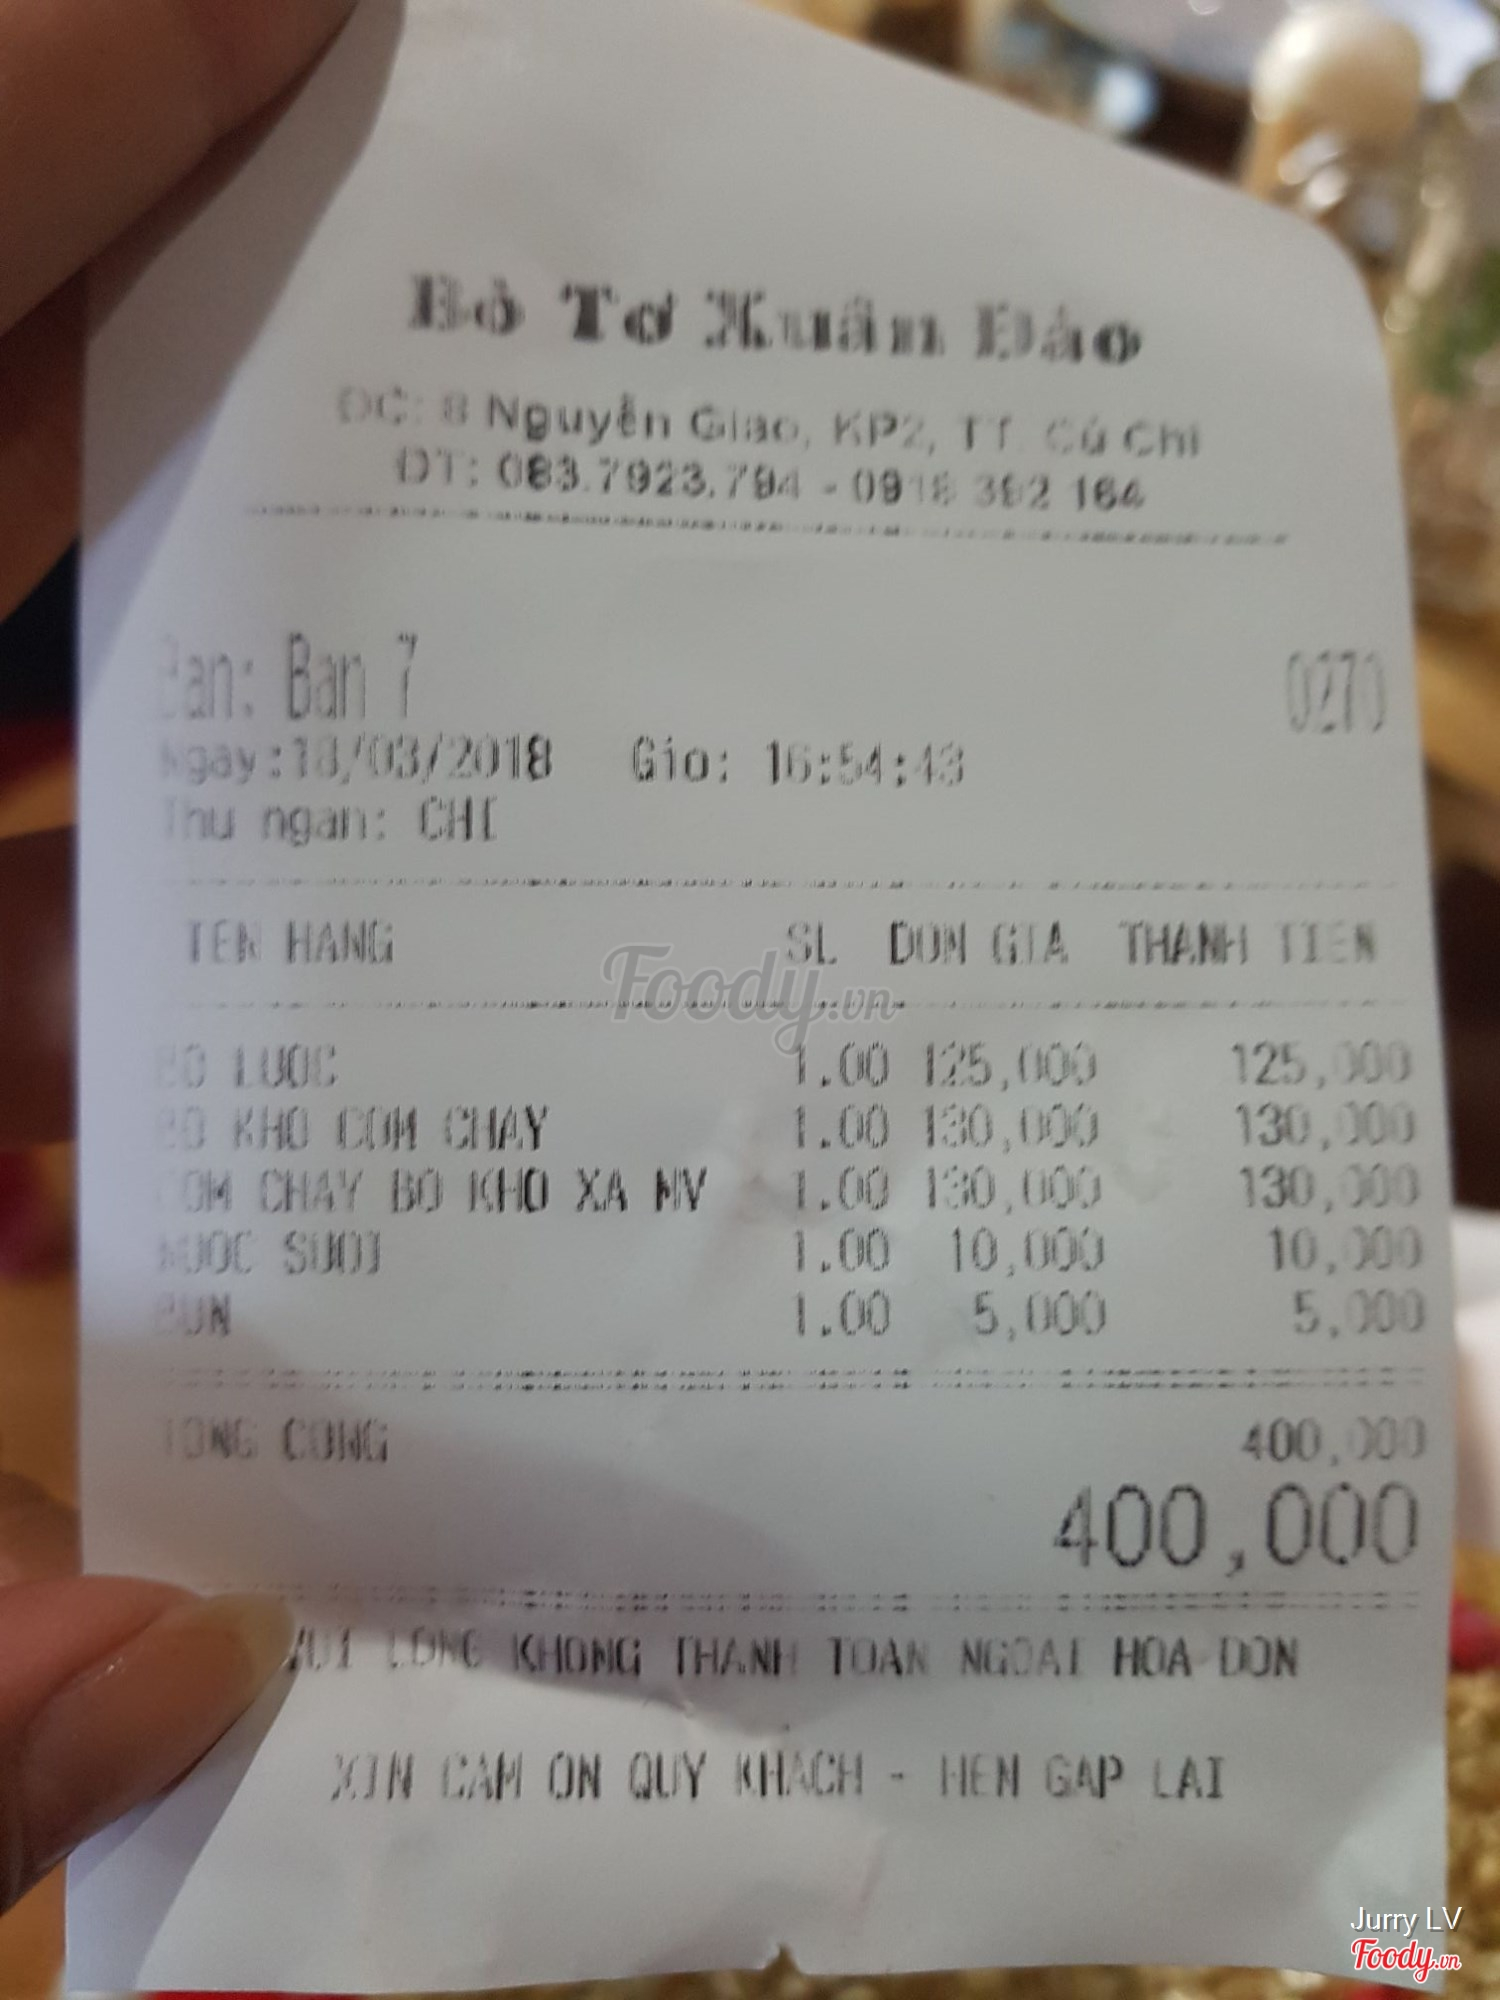 Bò Tơ Xuân Đào
ĐC: 8 Nguyễn Giao, KP2, TT. Củ Chi
ĐT: 083.7923.794 - 0918 392 164
Ban: Ban 7 0270
Ngay:18/03/2018 Gio: 16:54:43
Thu ngan: CHI
TEN HANG SL DON GIA THANH TIEN
BO LUOC 1.00 125,000 125,000
BO KHO COM CHAY 1.00 130,000 130,000
COM CHAY BO KHO XA NV 1.00 130,000 130,000
NUOC SUOI 1.00 10,000 10,000
BUN 1.00 5,000 5,000
TONG CONG 400,000
400,000
VUI LONG KHONG THANH TOAN NGOAI HOA DON
XIN CAM ON QUY KHACH - HEN GAP LAI
Foody.vn
Jurry LV
Foody.vn